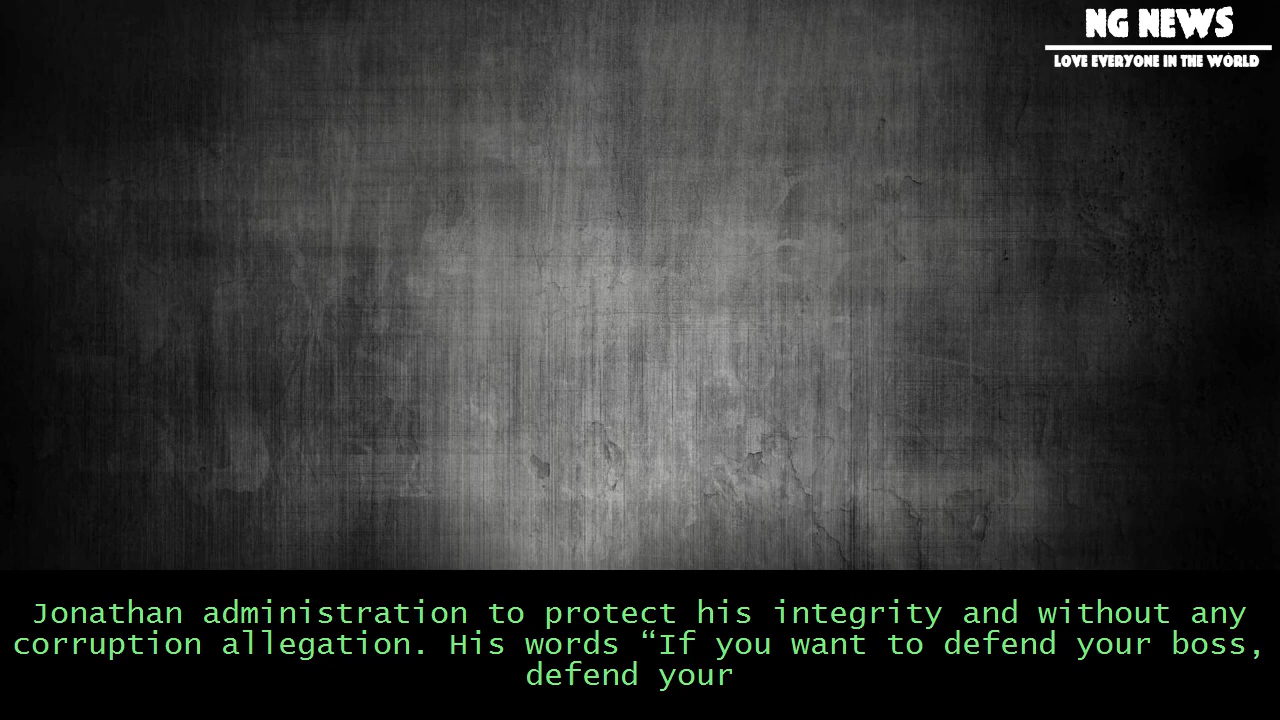 NG NEWS
LOVE EVERYONE IN THE WORLD
Jonathan administration to protect his integrity and without any
corruption allegation. His words “If you want to defend your boss,
defend your